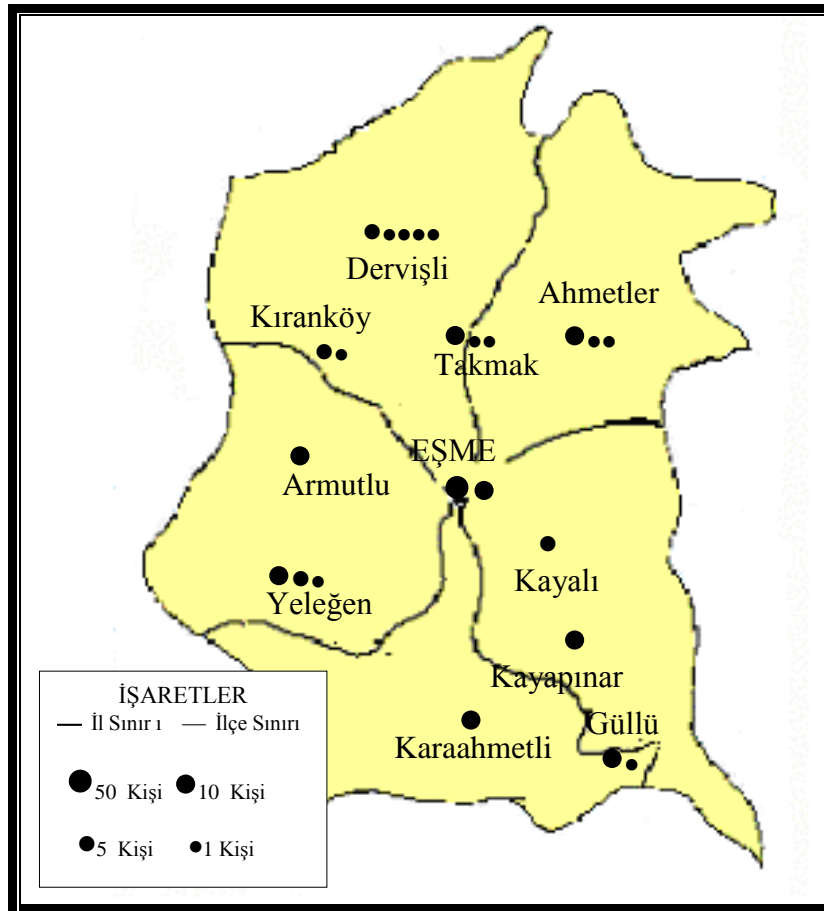 Dervişli
Ahmetler
Kıranköy
Takmak
EŞME
Armutlu
Kayalı
Yeleğen
Kayapınar
Güllü
Karaahmetli
İŞARETLER
İl Sınır ı İlçe Sınırı
50 Kişi 10 Kişi
5 Kişi 1 Kişi